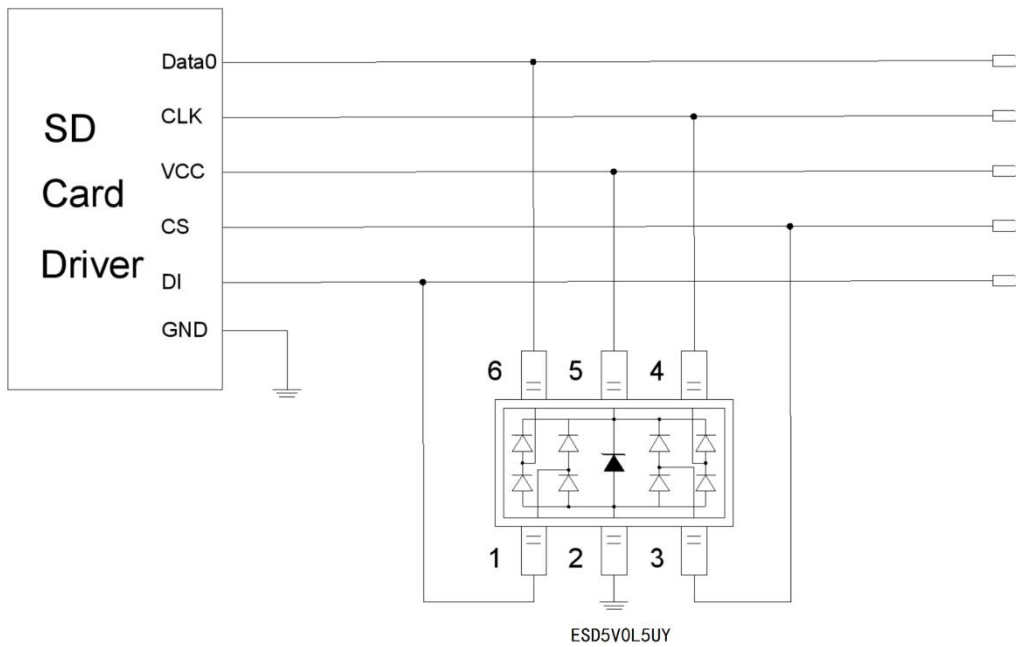 Data0
CLK
VCC
CS
DI
GND
SD
Card
Driver
6 5 4
1 2 3
ESD5V0L5UY